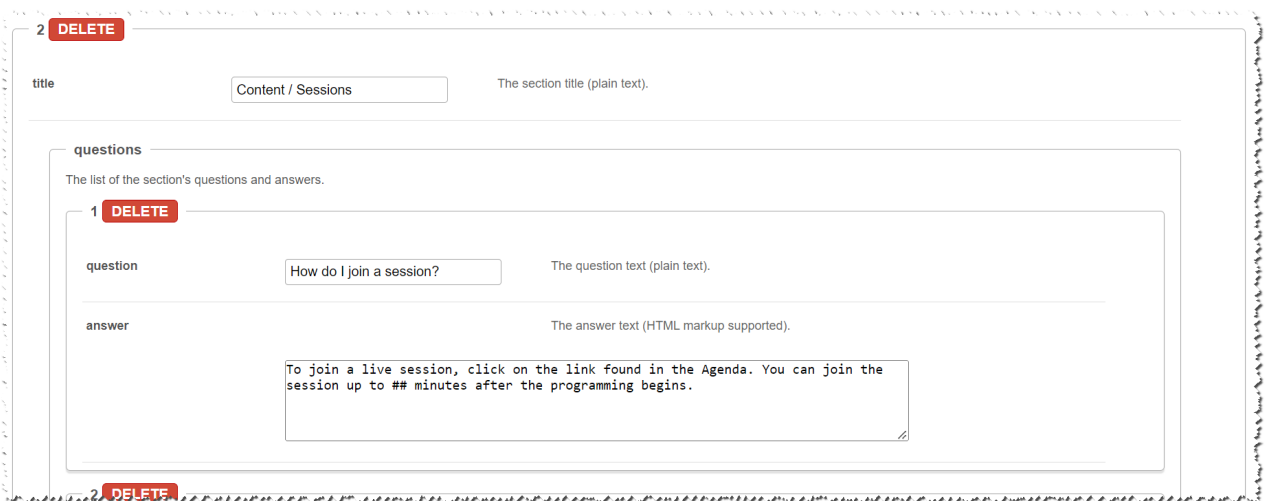 2 DELETE
title
Content / Sessions
The section title (plain text).
questions
The list of the section's questions and answers.
1 DELETE
question
How do I join a session?
The question text (plain text).
answer
The answer text (HTML markup supported).
To join a live session, click on the link found in the Agenda. You can join the
session up to ## minutes after the programming begins.
2 DELETE